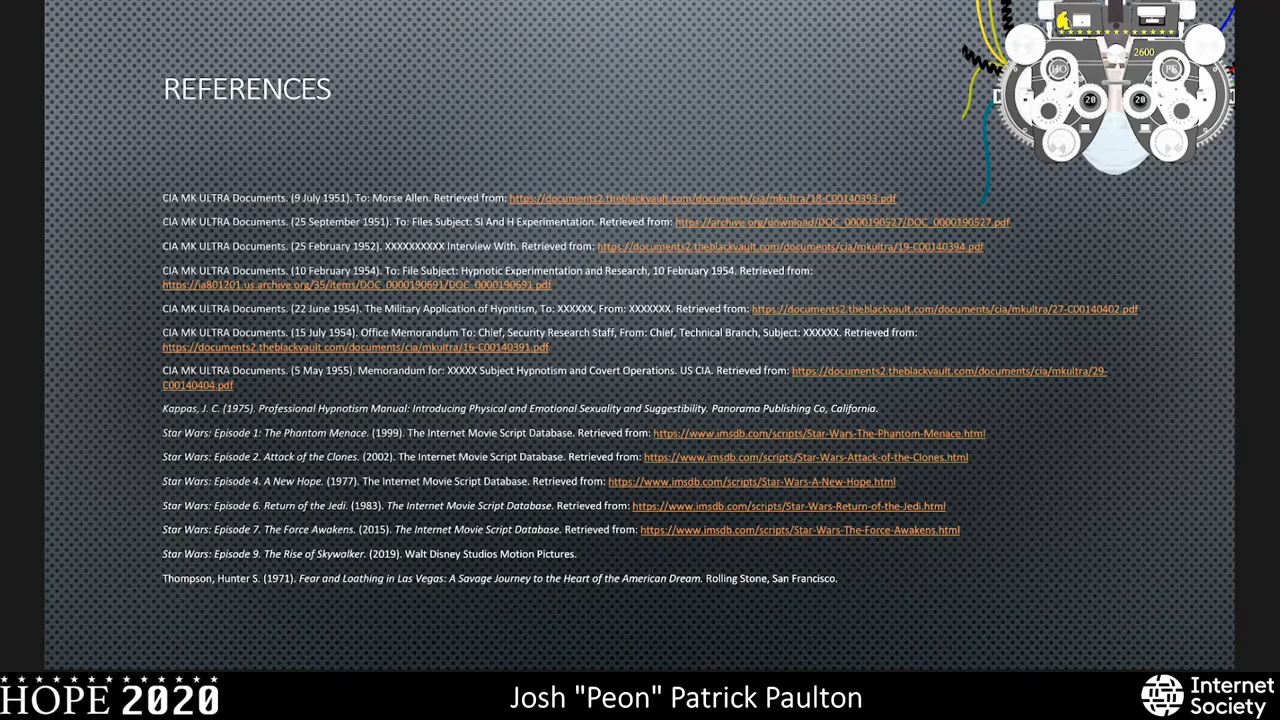 2600
HO
PE
20
20
REFERENCES
CIA MK ULTRA Documents. (9 July 1951). To: Morse Allen. Retrieved from: https://documents2.theblackvault.com/documents/cia/mkultra/18-C00140393.pdf
CIA MK ULTRA Documents. (25 September 1951). To: Files Subject: SI And H Experimentation. Retrieved from: https://archive.org/download/DOC_0000190527/DOC_0000190527.pdf
CIA MK ULTRA Documents. (25 February 1952). XXXXXXXXXX Interview With. Retrieved from: https://documents2.theblackvault.com/documents/cia/mkultra/19-C00140394.pdf
CIA MK ULTRA Documents. (10 February 1954). To: File Subject: Hypnotic Experimentation and Research, 10 February 1954. Retrieved from:
https://ia801201.us.archive.org/35/items/DOC_0000190691/DOC_0000190691.pdf
CIA MK ULTRA Documents. (22 June 1954). The Military Application of Hypntism, To: XXXXXX, From: XXXXXXX. Retrieved from: https://documents2.theblackvault.com/documents/cia/mkultra/27-C00140402.pdf
CIA MK ULTRA Documents. (15 July 1954). Office Memorandum To: Chief, Security Research Staff, From: Chief, Technical Branch, Subject: XXXXXX. Retrieved from:
https://documents2.theblackvault.com/documents/cia/mkultra/16-C00140391.pdf
CIA MK ULTRA Documents. (5 May 1955). Memorandum for: XXXXX Subject Hypnotism and Covert Operations. US CIA. Retrieved from: https://documents2.theblackvault.com/documents/cia/mkultra/29-
C00140404.pdf
Kappas, J. C. (1975). Professional Hypnotism Manual: Introducing Physical and Emotional Sexuality and Suggestibility. Panorama Publishing Co, California.
Star Wars: Episode 1: The Phantom Menace. (1999). The Internet Movie Script Database. Retrieved from: https://www.imsdb.com/scripts/Star-Wars-The-Phantom-Menace.html
Star Wars: Episode 2. Attack of the Clones. (2002). The Internet Movie Script Database. Retrieved from: https://www.imsdb.com/scripts/Star-Wars-Attack-of-the-Clones.html
Star Wars: Episode 4. A New Hope. (1977). The Internet Movie Script Database. Retrieved from: https://www.imsdb.com/scripts/Star-Wars-A-New-Hope.html
Star Wars: Episode 6. Return of the Jedi. (1983). The Internet Movie Script Database. Retrieved from: https://www.imsdb.com/scripts/Star-Wars-Return-of-the-Jedi.html
Star Wars: Episode 7. The Force Awakens. (2015). The Internet Movie Script Database. Retrieved from: https://www.imsdb.com/scripts/Star-Wars-The-Force-Awakens.html
Star Wars: Episode 9. The Rise of Skywalker. (2019). Walt Disney Studios Motion Pictures.
Thompson, Hunter S. (1971). Fear and Loathing in Las Vegas: A Savage Journey to the Heart of the American Dream. Rolling Stone, San Francisco.
HOPE 2020
Josh "Peon" Patrick Paulton
Internet
Society